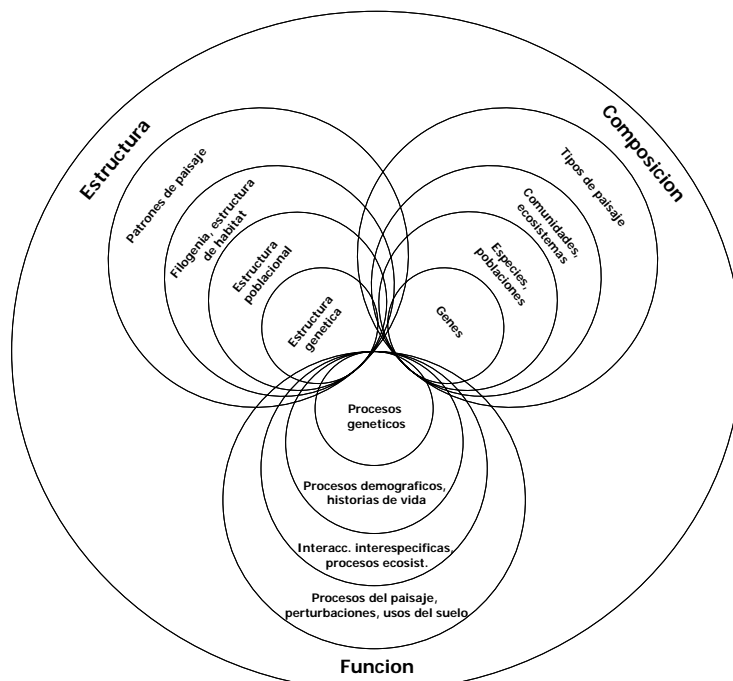 Estructura
Patrones de paisaje
Filogenia, estructura
de habitat
Estructura
poblacional
Estructura
genetica
Composicion
Tipos de paisaje
Comunidades,
ecosistemas
Especies,
poblaciones
Genes
Procesos
geneticos
Procesos demograficos,
historias de vida
Interacc. interespecificas,
procesos ecosist.
Procesos del paisaje,
perturbaciones, usos del suelo
Funcion